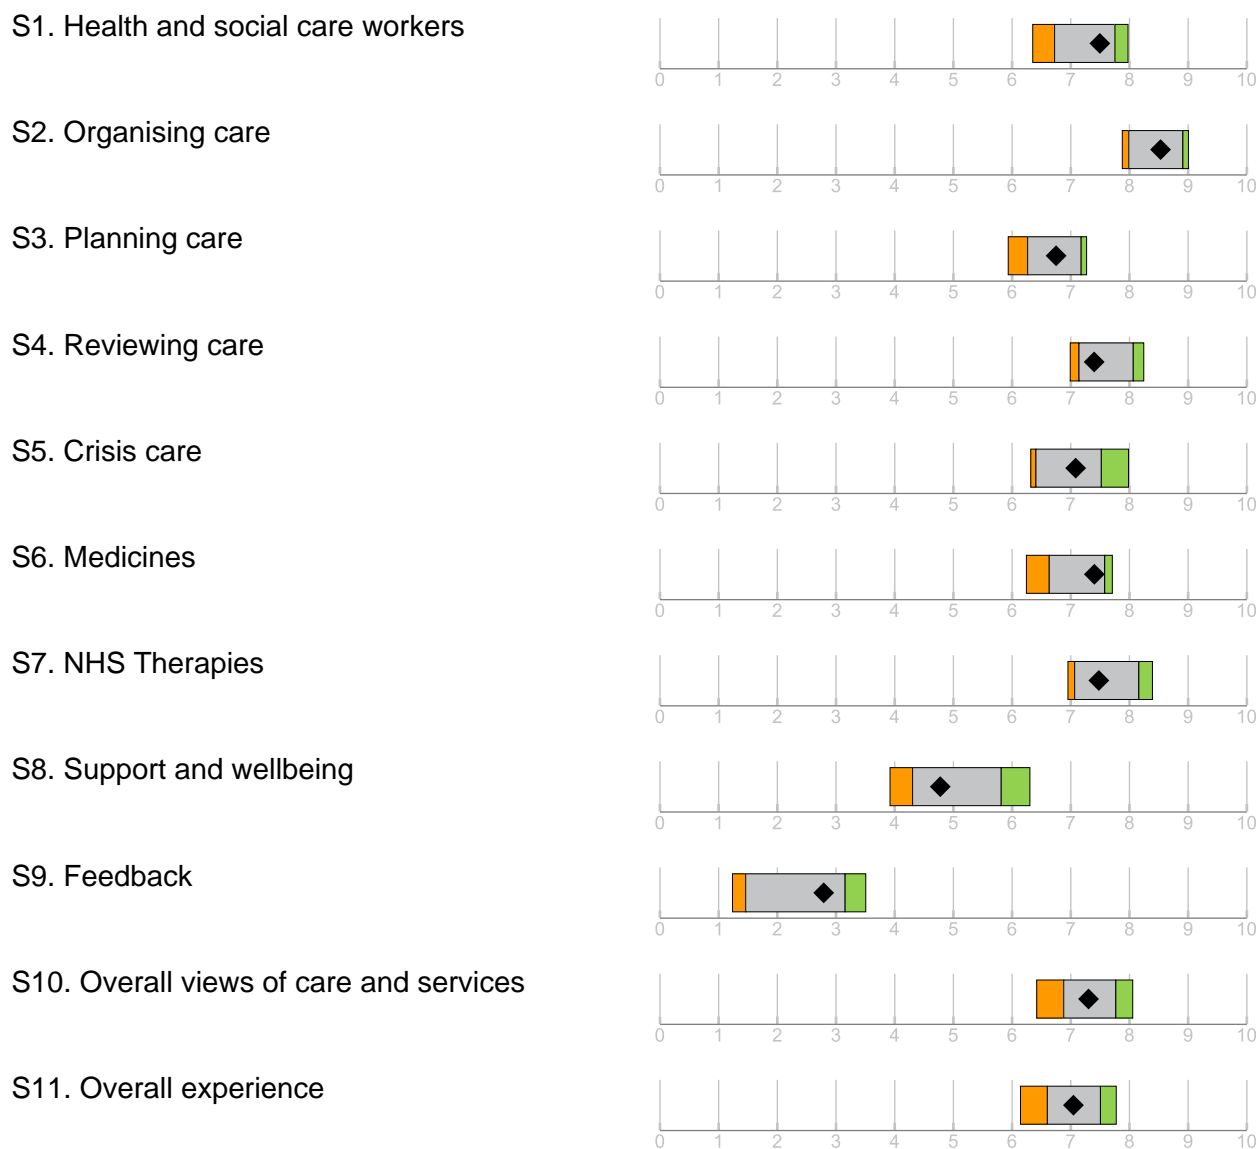 S1. Health and social care workers
0 1 2 3 4 5 6 7 8 9 10
S2. Organising care
0 1 2 3 4 5 6 7 8 9 10
S3. Planning care
0 1 2 3 4 5 6 7 8 9 10
S4. Reviewing care
0 1 2 3 4 5 6 7 8 9 10
S5. Crisis care
0 1 2 3 4 5 6 7 8 9 10
S6. Medicines
0 1 2 3 4 5 6 7 8 9 10
S7. NHS Therapies
0 1 2 3 4 5 6 7 8 9 10
S8. Support and wellbeing
0 1 2 3 4 5 6 7 8 9 10
S9. Feedback
0 1 2 3 4 5 6 7 8 9 10
S10. Overall views of care and services
0 1 2 3 4 5 6 7 8 9 10
S11. Overall experience
0 1 2 3 4 5 6 7 8 9 10